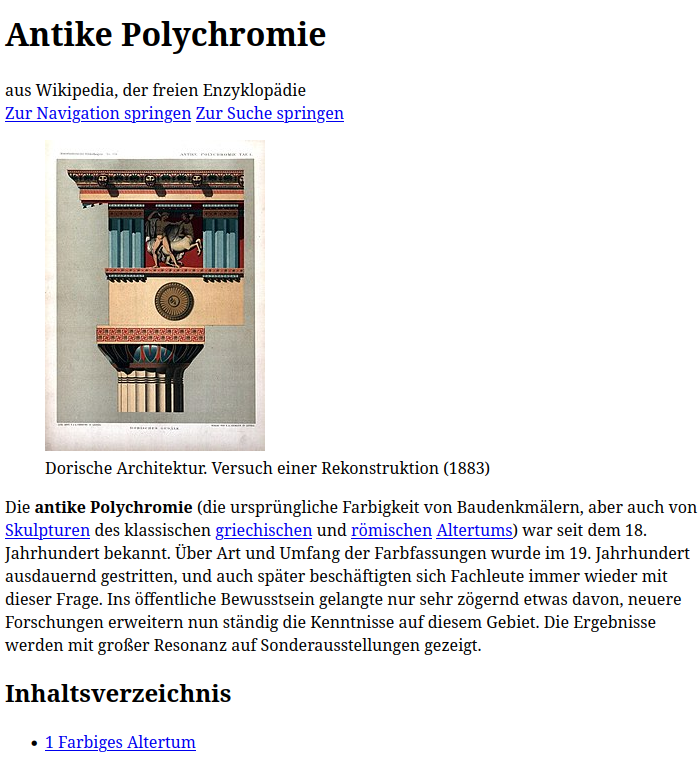 Antike Polychromie
aus Wikipedia, der freien Enzyklopädie
Zur Navigation springen Zur Suche springen
ANTIKE POLYCHROMIE TAF. I.
DORISCHES GEBÄLK
Dorische Architektur. Versuch einer Rekonstruktion (1883)
Die antike Polychromie (die ursprüngliche Farbigkeit von Baudenkmälern, aber auch von
Skulpturen des klassischen griechischen und römischen Altertums) war seit dem 18.
Jahrhundert bekannt. Über Art und Umfang der Farbfassungen wurde im 19. Jahrhundert
ausdauernd gestritten, und auch später beschäftigten sich Fachleute immer wieder mit
dieser Frage. Ins öffentliche Bewusstsein gelangte nur sehr zögernd etwas davon, neuere
Forschungen erweitern nun ständig die Kenntnisse auf diesem Gebiet. Die Ergebnisse
werden mit großer Resonanz auf Sonderausstellungen gezeigt.
Inhaltsverzeichnis
• 1 Farbiges Altertum